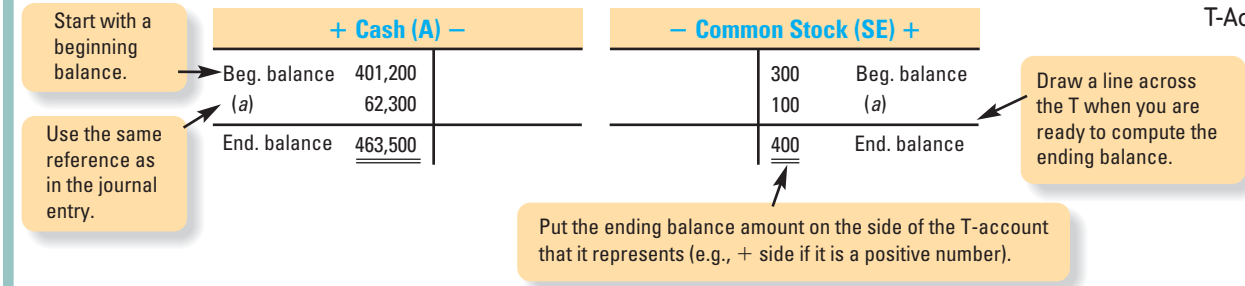 Start with a
beginning
balance.
Use the same
reference as
in the journal
entry.
+ Cash (A) −
Beg. balance 401,200
(a) 62,300
End. balance 463,500
− Common Stock (SE) +
300 Beg. balance
100 (a)
400 End. balance
Draw a line across
the T when you are
ready to compute the
ending balance.
Put the ending balance amount on the side of the T-account
that it represents (e.g., + side if it is a positive number).